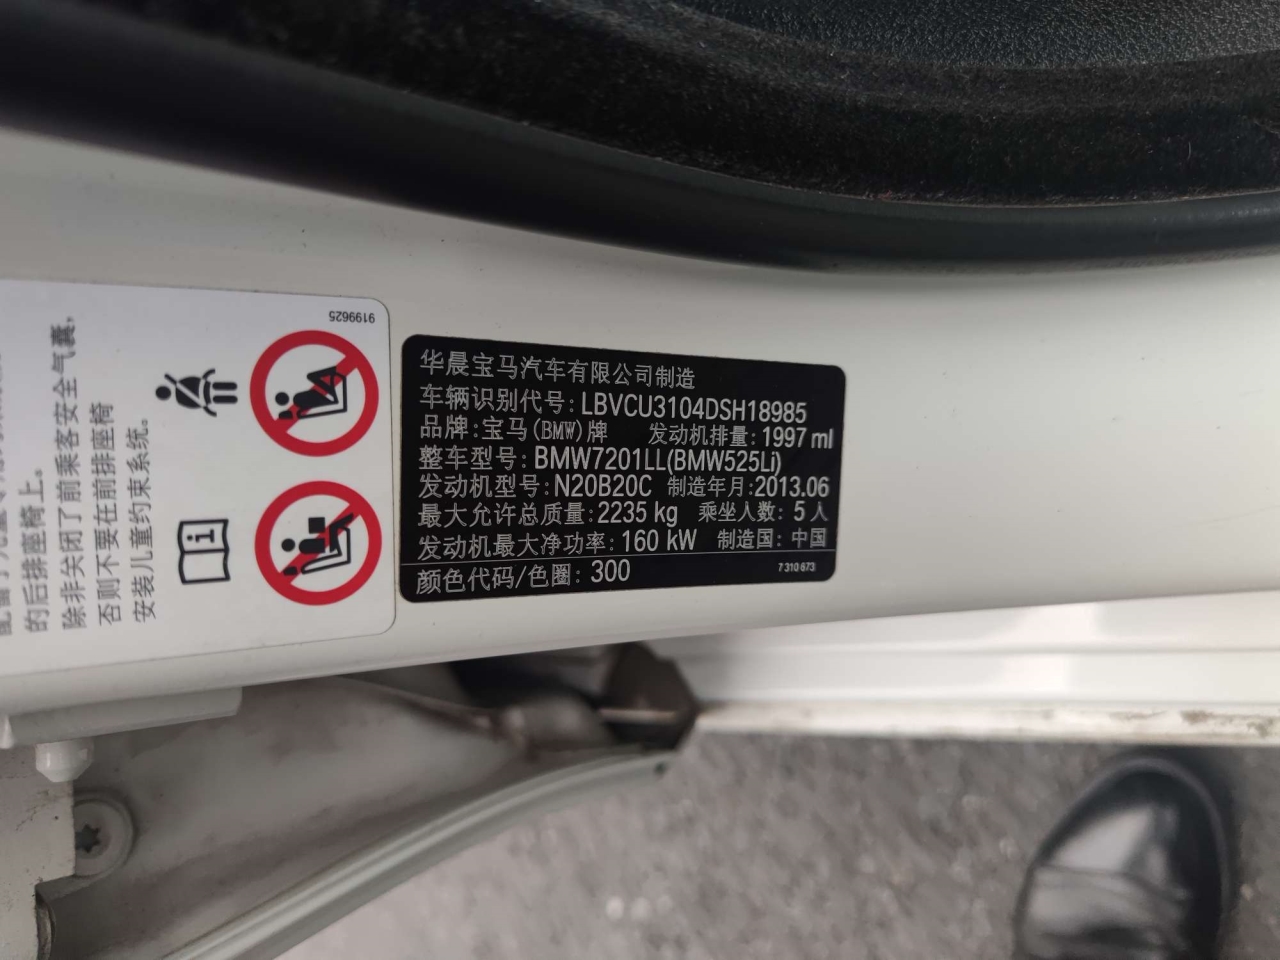 9199625
的后排座椅上。
除非关闭了前乘客安全气囊,
否则不要在前排座椅
安装儿童约束系统。
华晨宝马汽车有限公司制造
车辆识别代号: LBVCU3104DSH18985
品牌: 宝马(BMW)牌 发动机排量: 1997 ml
整车型号: BMW7201LL(BMW525Li)
发动机型号: N20B20C 制造年月: 2013.06
最大允许总质量: 2235 kg 乘坐人数: 5 人
发动机最大净功率: 160 kW 制造国: 中国
颜色代码/色圈: 300 7 310 673